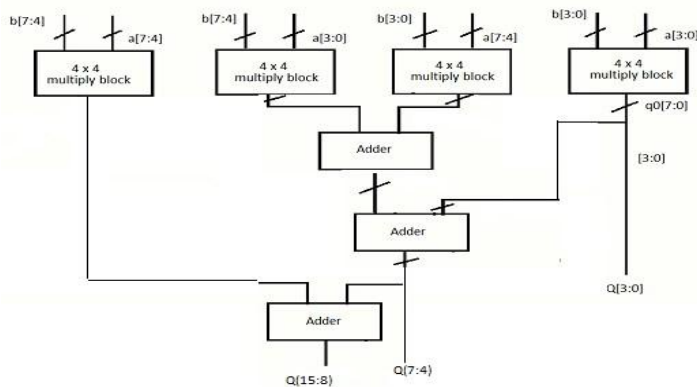 b[7:4]
a[7:4]
b[7:4]
a[3:0]
b[3:0]
a[7:4]
b[3:0]
a[3:0]
4 x 4
multiply block
4 x 4
multiply block
4 x 4
multiply block
4 x 4
multiply block
q0[7:0]
Adder
[3:0]
Adder
Q[3:0]
Adder
Q(7:4)
Q(15:8)